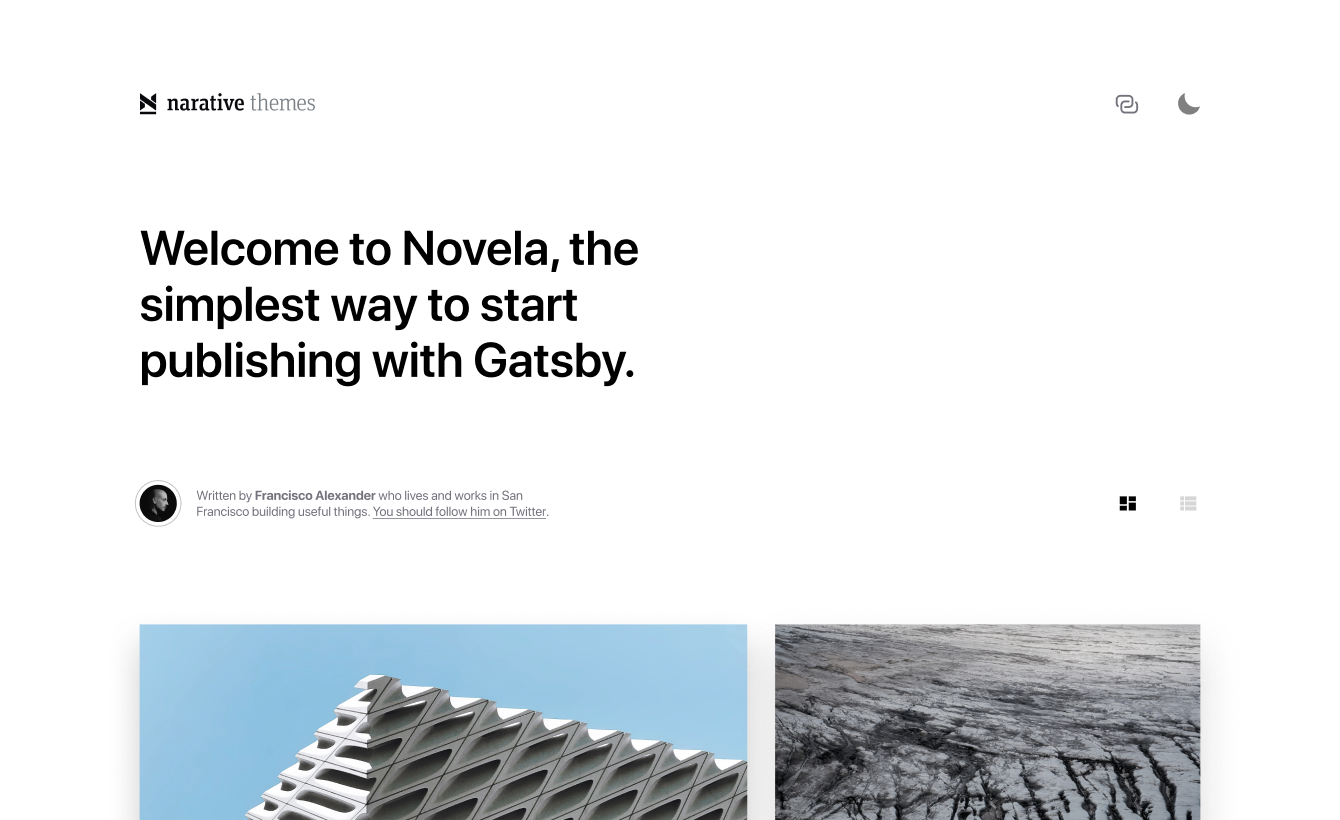 narative themes
Welcome to Novela, the
simplest way to start
publishing with Gatsby.
Written by Francisco Alexander who lives and works in San
Francisco building useful things. You should follow him on Twitter.